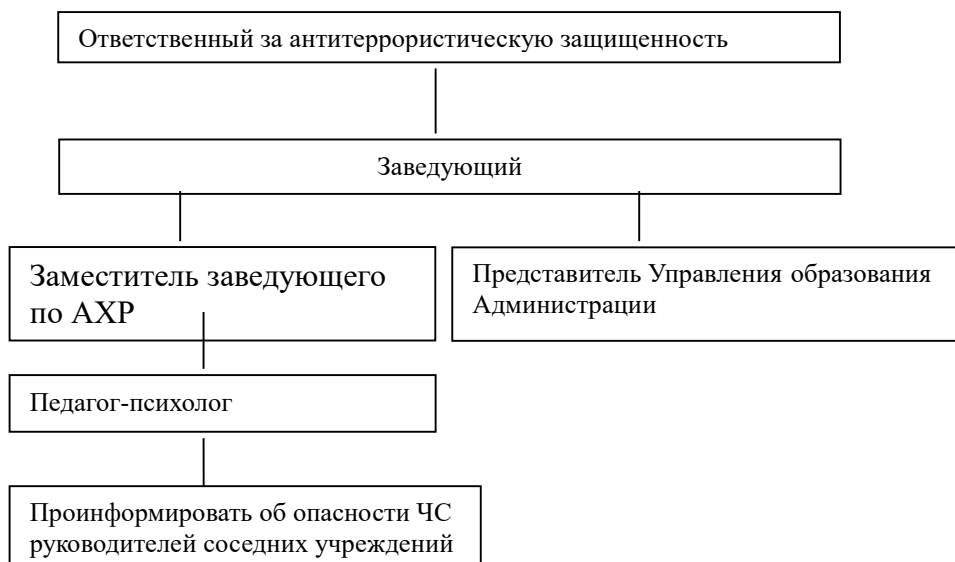 Ответственный за антитеррористическую защищенность
Заведующий
Заместитель заведующего
по АХР
Представитель Управления образования
Администрации
Педагог-психолог
Проинформировать об опасности ЧС
руководителей соседних учреждений